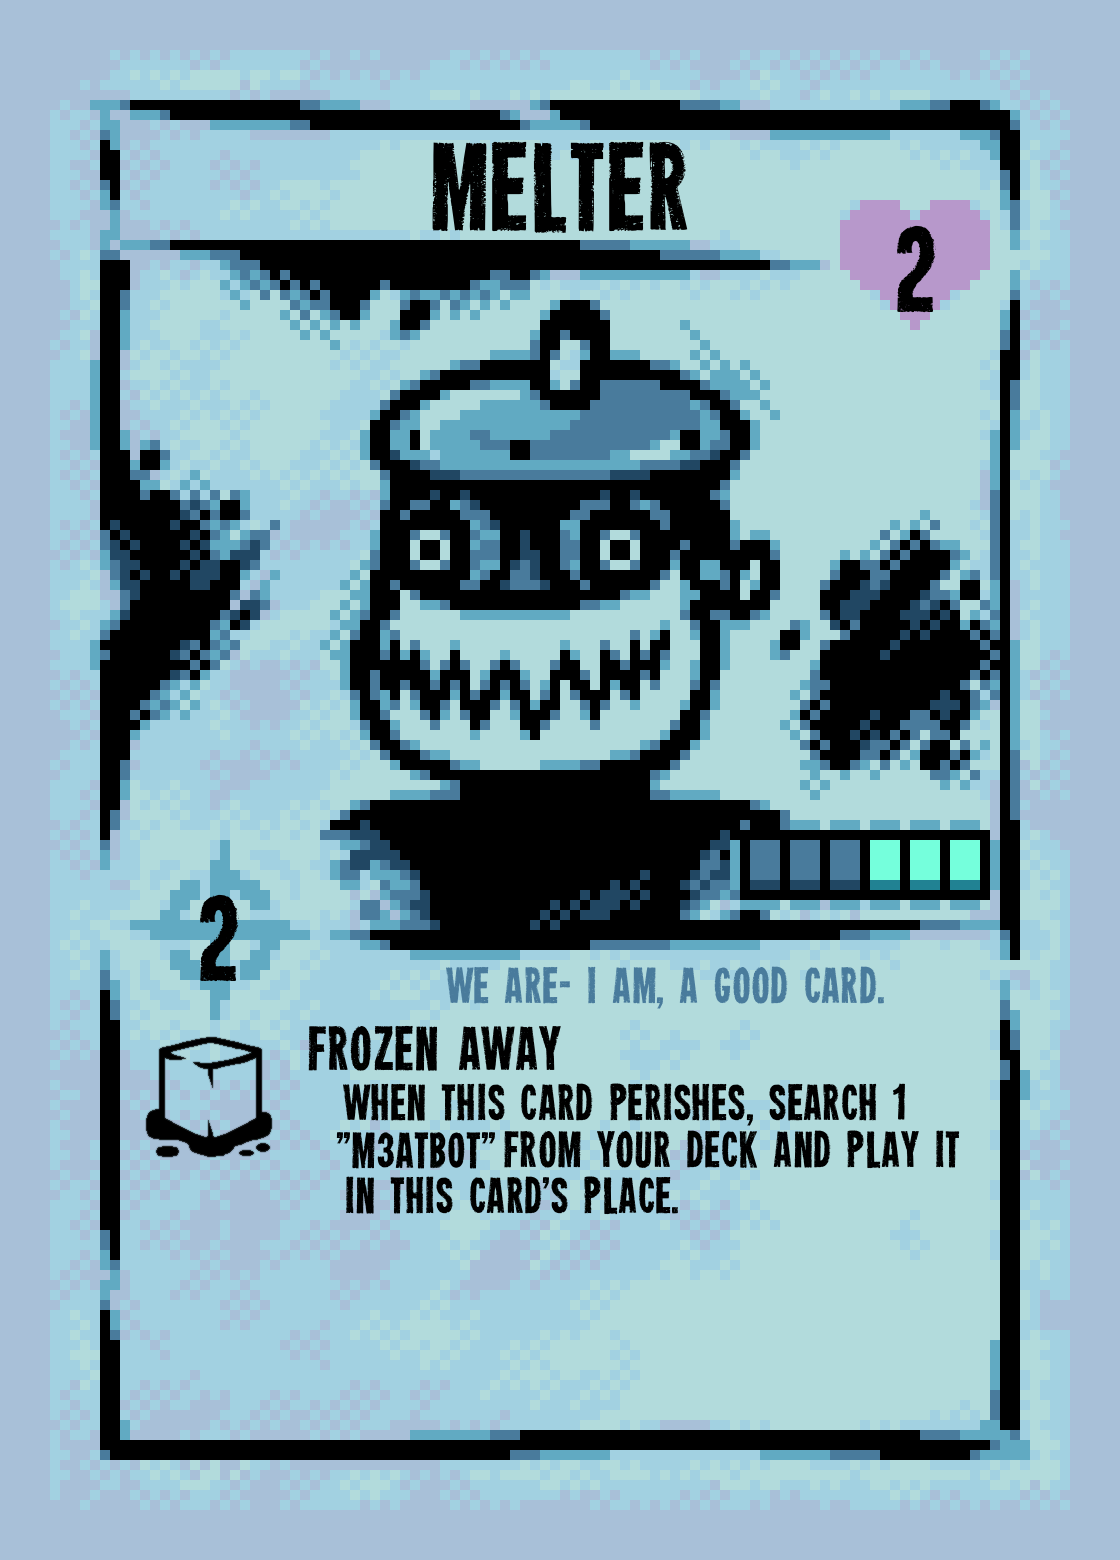 MELTER
2
2
WE ARE- I AM, A GOOD CARD.
FROZEN AWAY
WHEN THIS CARD PERISHES, SEARCH 1
"M3ATBOT" FROM YOUR DECK AND PLAY IT
IN THIS CARD'S PLACE.